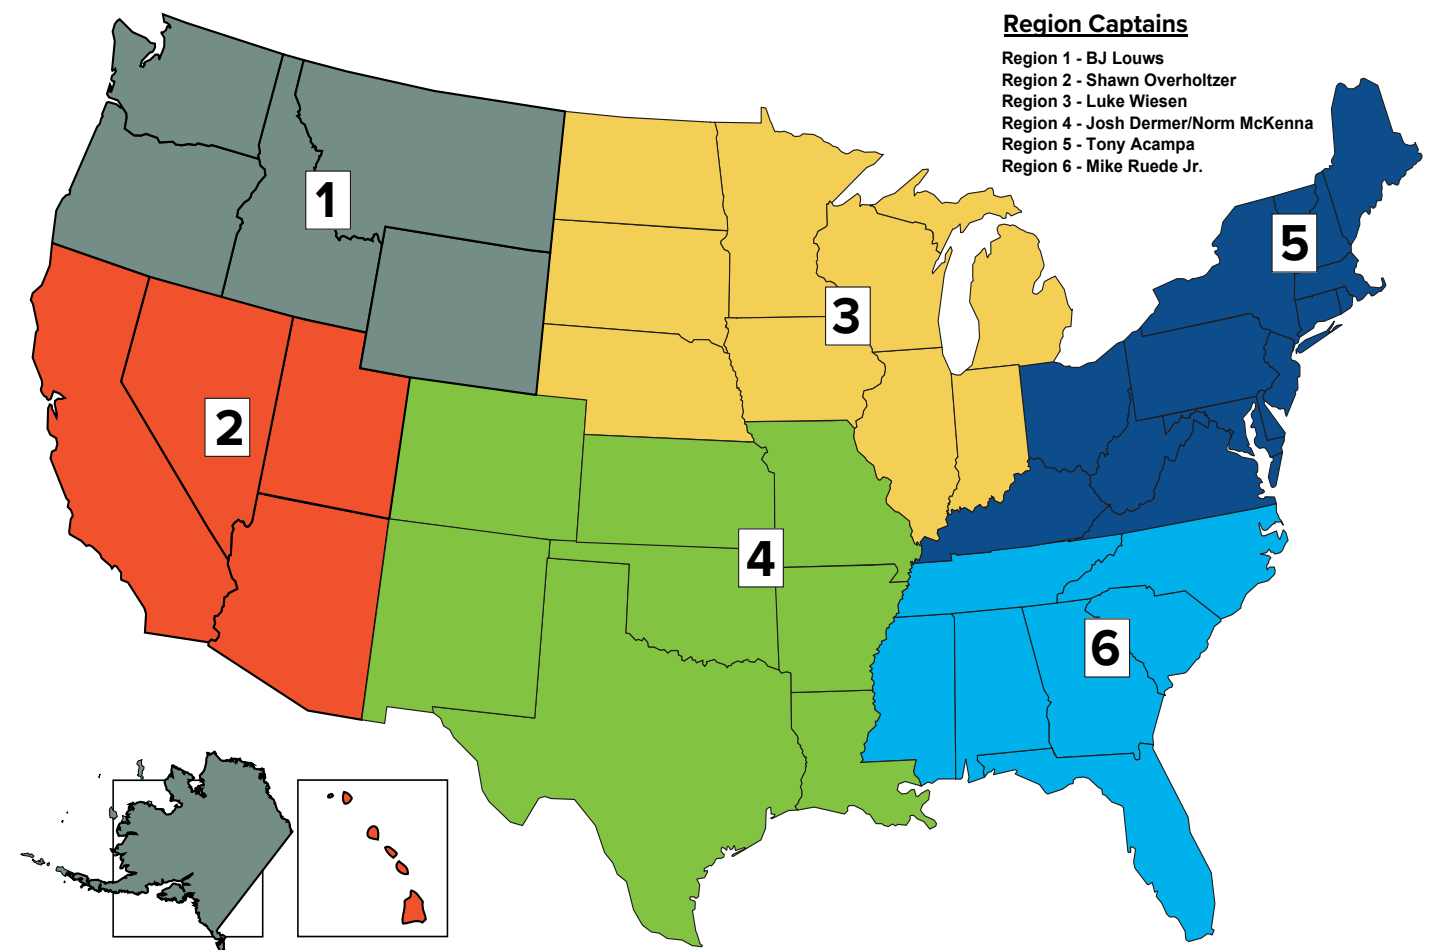 Region Captains
Region 1 - BJ Louws
Region 2 - Shawn Overholtzer
Region 3 - Luke Wiesen
Region 4 - Josh Dermer/Norm McKenna
Region 5 - Tony Acampa
Region 6 - Mike Ruede Jr.
1
5
3
2
4
6